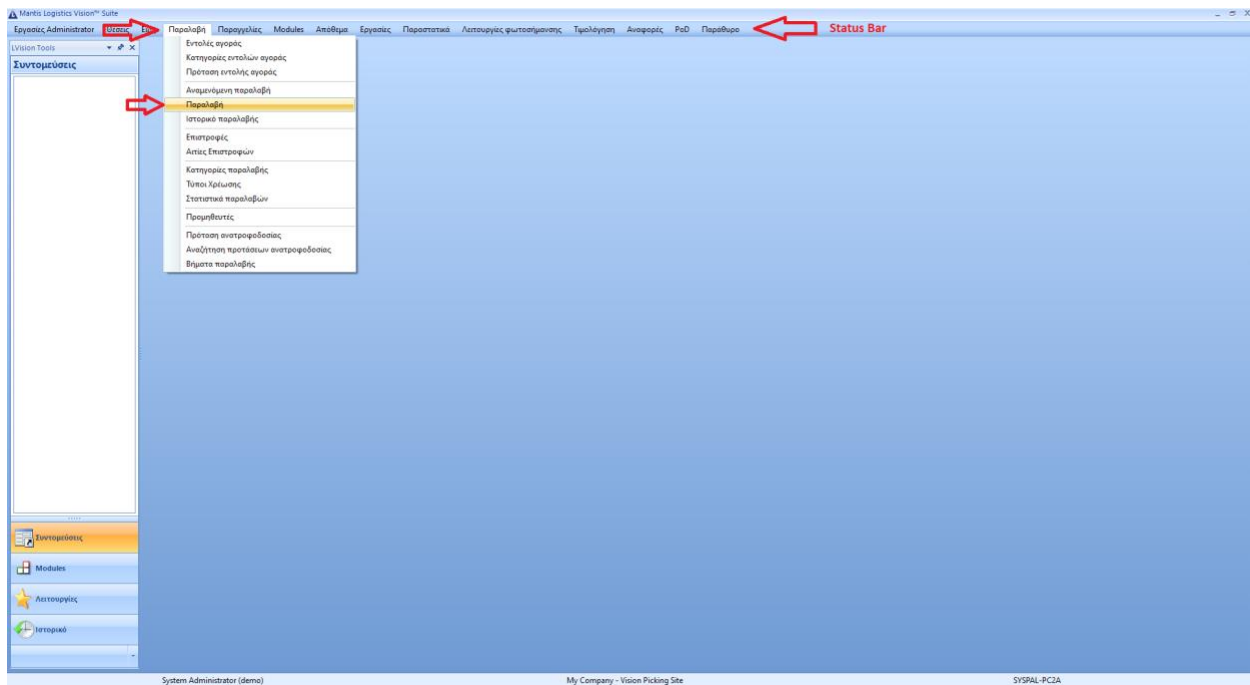 Mantis Logistics Vision™ Suite
Εργασίες Administrator Θέσεις Παραλαβή Παραγγελίες Modules Απόθεμα Εργασίες Παραστατικά Λειτουργίες φωτοσήμανσης Τιμολόγηση Αναφορές PoD Παράθυρο Status Bar
LVision Tools
Συντομεύσεις
Εντολές αγοράς
Κατηγορίες εντολών αγοράς
Πρόταση εντολής αγοράς
Αναμενόμενη παραλαβή
Παραλαβή
Ιστορικό παραλαβής
Επιστροφές
Αιτίες Επιστροφών
Κατηγορίες παραλαβής
Τύποι Χρέωσης
Στατιστικά παραλαβών
Προμηθευτές
Πρόταση ανατροφοδοσίας
Αναζήτηση προτάσεων ανατροφοδοσίας
Βήματα παραλαβής
Συντομεύσεις
Modules
Λειτουργίες
Ιστορικό
System Administrator (demo) My Company - Vision Picking Site SYSPAL-PC2A